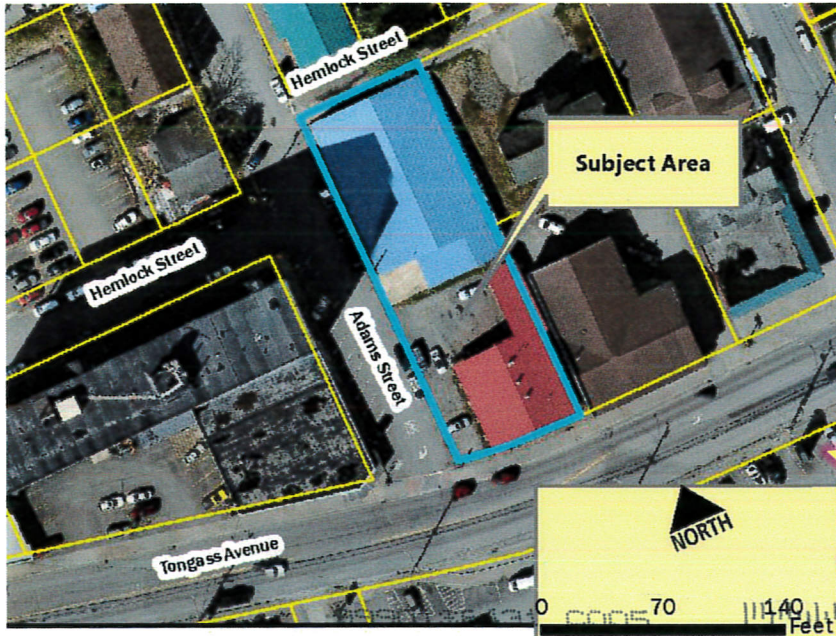 Hemlock Street
Subject Area
Hemlock Street
Adams Street
Tongass Avenue
NORTH
0 70 140
Feet